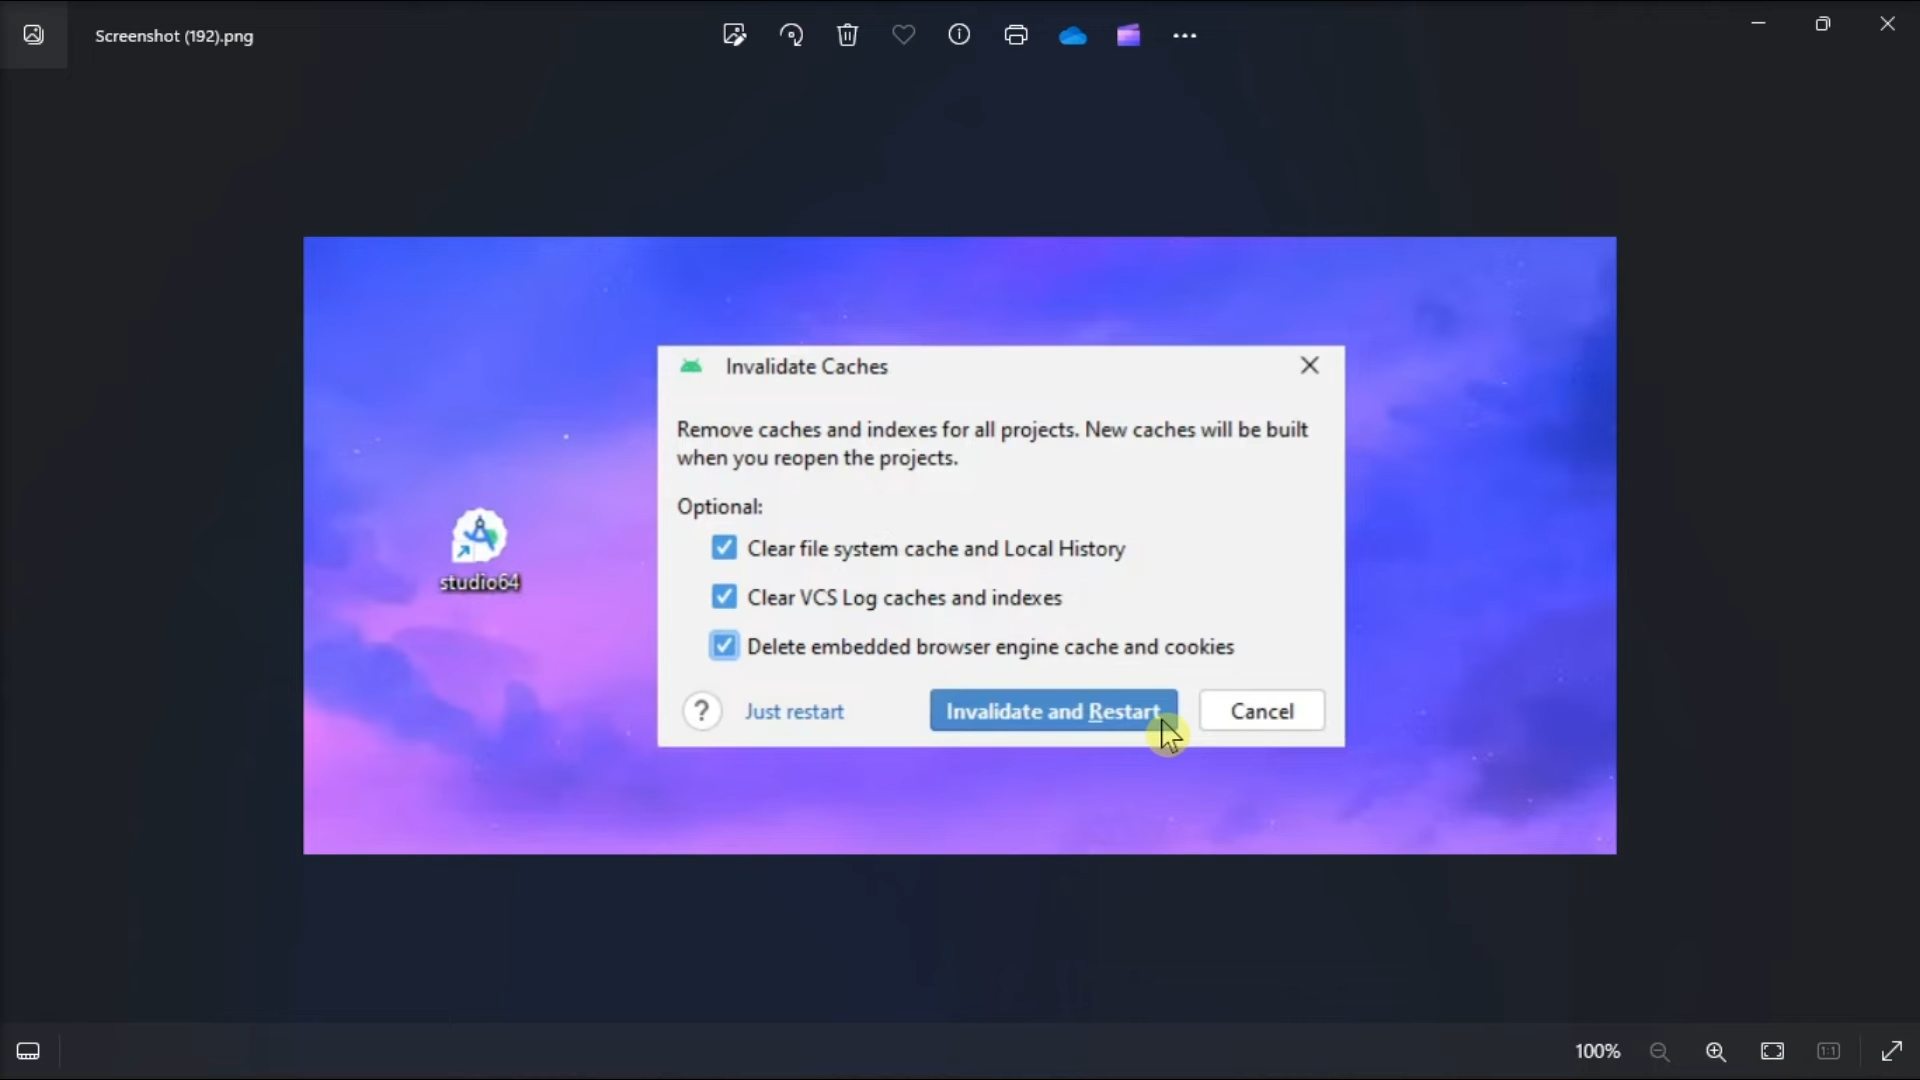 Screenshot (192).png
Invalidate Caches
Remove caches and indexes for all projects. New caches will be built
when you reopen the projects.
Optional:
Clear file system cache and Local History
studio64
Clear VCS Log caches and indexes
Delete embedded browser engine cache and cookies
? Just restart Invalidate and Restart Cancel
100% 1:1